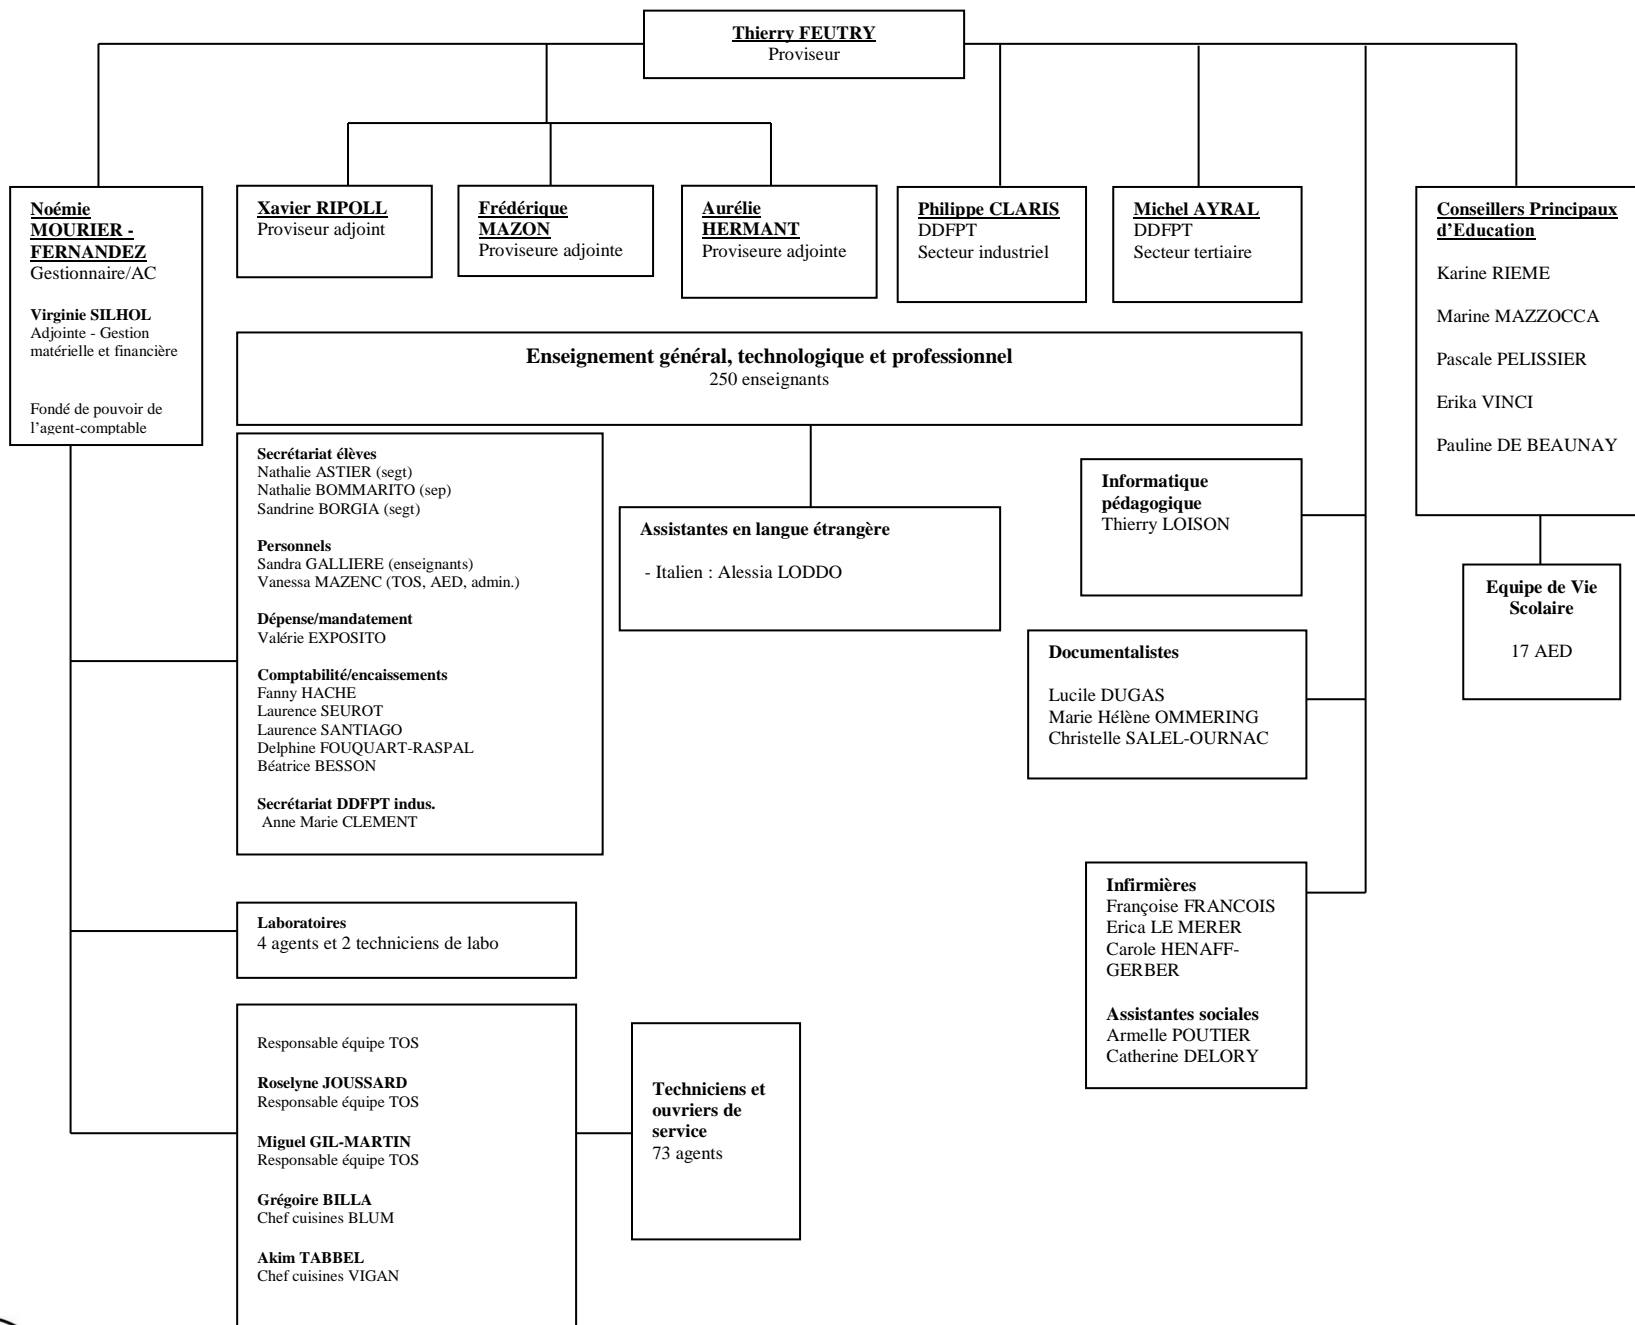 Thierry FEUTRY
Proviseur
Noémie
MOURIER -
FERNANDEZ
Gestionnaire/AC
Virginie SILHOL
Adjointe - Gestion
matérielle et financière
Fondé de pouvoir de
l’agent-comptable
Xavier RIPOLL
Proviseur adjoint
Frédérique
MAZON
Proviseure adjointe
Aurélie
HERMANT
Proviseure adjointe
Philippe CLARIS
DDFPT
Secteur industriel
Michel AYRAL
DDFPT
Secteur tertiaire
Conseillers Principaux
d’Education
Karine RIEME
Marine MAZZOCCA
Pascale PELISSIER
Erika VINCI
Pauline DE BEAUNAY
Enseignement général, technologique et professionnel
250 enseignants
Secrétariat élèves
Nathalie ASTIER (segt)
Nathalie BOMMARITO (sep)
Sandrine BORGIA (segt)
Personnels
Sandra GALLIERE (enseignants)
Vanessa MAZENC (TOS, AED, admin.)
Dépense/mandatement
Valérie EXPOSITO
Comptabilité/encaissements
Fanny HACHE
Laurence SEUROT
Laurence SANTIAGO
Delphine FOUQUART-RASPAL
Béatrice BESSON
Secrétariat DDFPT indus.
Anne Marie CLEMENT
Assistantes en langue étrangère
- Italien : Alessia LODDO
Informatique
pédagogique
Thierry LOISON
Equipe de Vie
Scolaire
17 AED
Documentalistes
Lucile DUGAS
Marie Hélène OMMERING
Christelle SALEL-OURNAC
Infirmières
Françoise FRANCOIS
Erica LE MERER
Carole HENAFF-
GERBER
Assistantes sociales
Armelle POUTIER
Catherine DELORY
Laboratoires
4 agents et 2 techniciens de labo
Responsable équipe TOS
Roselyne JOUSSARD
Responsable équipe TOS
Miguel GIL-MARTIN
Responsable équipe TOS
Grégoire BILLA
Chef cuisines BLUM
Akim TABBEL
Chef cuisines VIGAN
Techniciens et
ouvriers de
service
73 agents